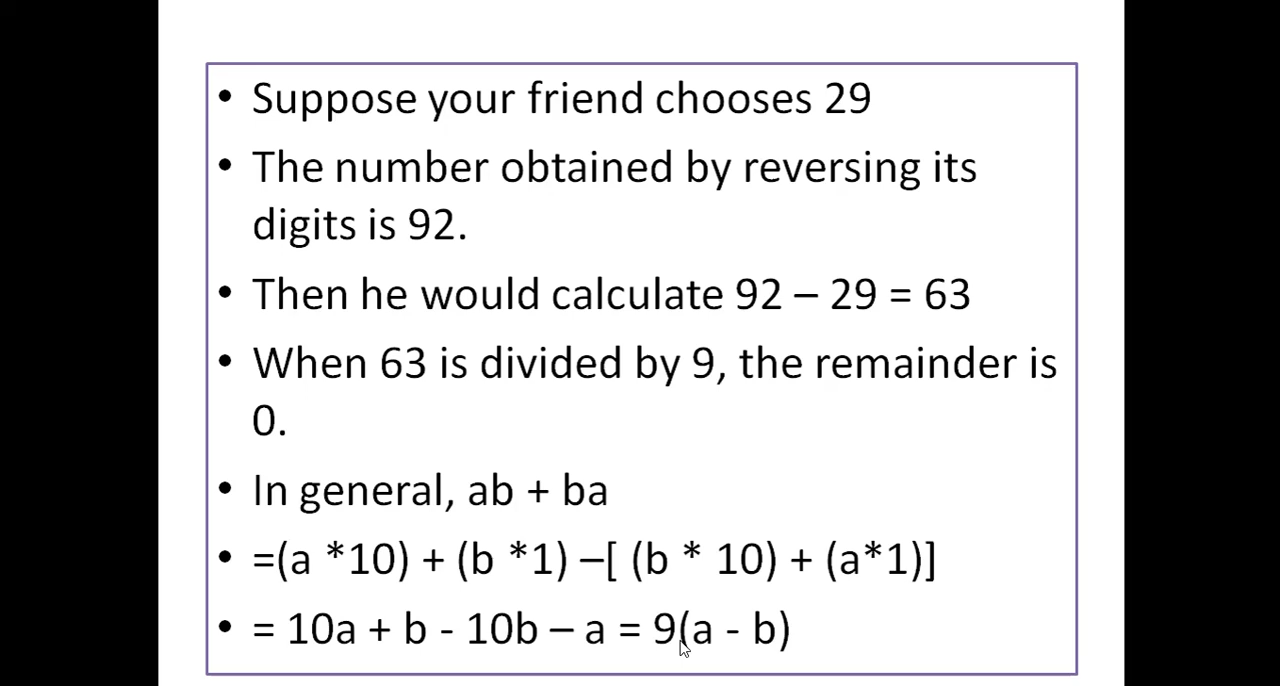 • Suppose your friend chooses 29
• The number obtained by reversing its
digits is 92.
• Then he would calculate 92 – 29 = 63
• When 63 is divided by 9, the remainder is
0.
• In general, ab + ba
• =(a *10) + (b *1) –[ (b * 10) + (a*1)]
• = 10a + b - 10b – a = 9(a - b)